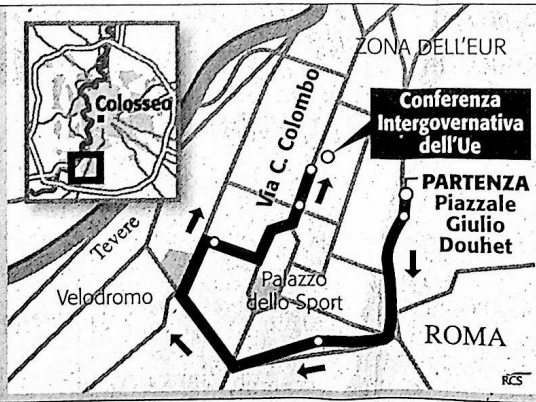 ZONA DELL'EUR
Colosseo
Via C. Colombo
Conferenza
Intergovernativa
dell'Ue
PARTENZA
Piazzale
Giulio
Douhet
Tevere
Velodromo
Palazzo
dello Sport
ROMA
RCS